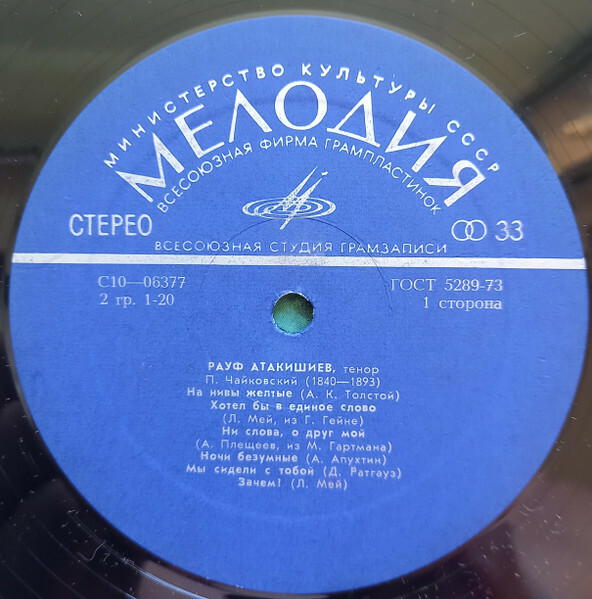 МИНИСТЕРСТВО КУЛЬТУРЫ СССР
МЕЛОДИЯ
ВСЕСОЮЗНАЯ ФИРМА ГРАМПЛАСТИНОК
СТЕРЕО
33
ВСЕСОЮЗНАЯ СТУДИЯ ГРАМЗАПИСИ
С10—06377
ГОСТ 5289-73
2 гр. 1-20
1 сторона
РАУФ АТАКИШИЕВ, тенор
П. Чайковский (1840—1893)
На нивы желтые (А. К. Толстой)
Хотел бы в единое слово
(Л. Мей, из Г. Гейне)
Ни слова, о друг мой
(А. Плещеев, из М. Гартмана)
Ночи безумные (А. Апухтин)
Мы сидели с тобой (Д. Ратгауз)
Зачем? (Л. Мей)